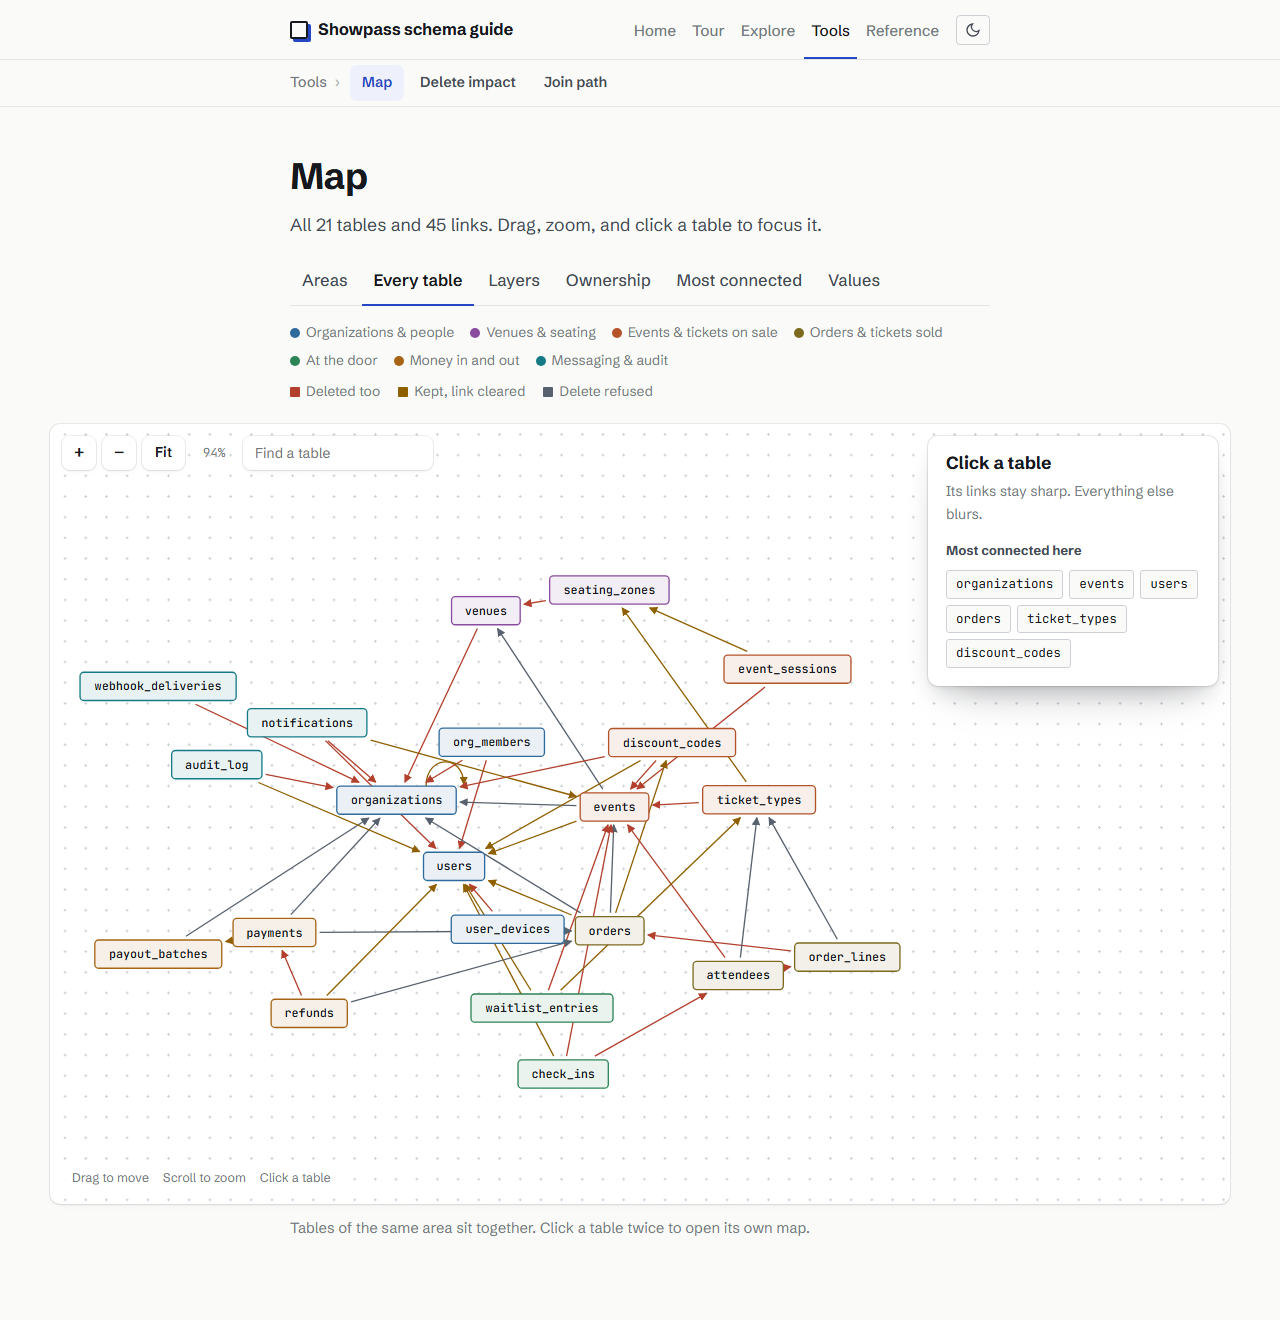 Showpass schema guide
Home Tour Explore Tools Reference
Tools › Map Delete impact Join path
Map
All 21 tables and 45 links. Drag, zoom, and click a table to focus it.
Areas Every table Layers Ownership Most connected Values
Organizations & people Venues & seating Events & tickets on sale Orders & tickets sold
At the door Money in and out Messaging & audit
Deleted too Kept, link cleared Delete refused
+ − Fit 94% Find a table
Click a table
Its links stay sharp. Everything else
blurs.
Most connected here
organizations events users
orders ticket_types
discount_codes
seating_zones
venues
event_sessions
webhook_deliveries
notifications
org_members
discount_codes
audit_log
organizations
events
ticket_types
users
user_devices
orders
payments
payout_batches
order_lines
attendees
refunds
waitlist_entries
check_ins
Drag to move Scroll to zoom Click a table
Tables of the same area sit together. Click a table twice to open its own map.